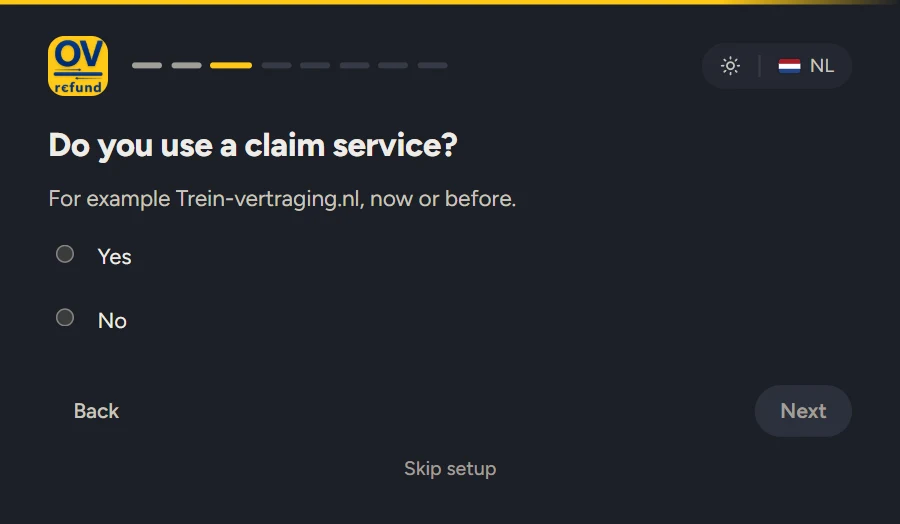 OV
refund
NL
Do you use a claim service?
For example Trein-vertraging.nl, now or before.
Yes
No
Back
Next
Skip setup